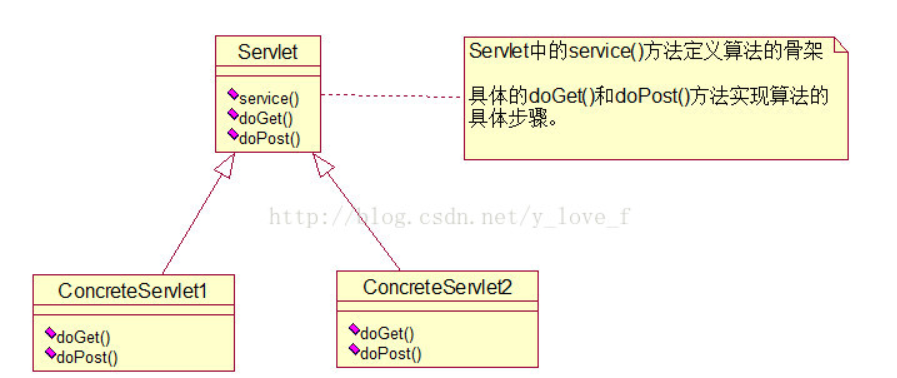 Servlet
service()
doGet()
doPost()
Servlet中的service()方法定义算法的骨架
具体的doGet()和doPost()方法实现算法的
具体步骤。
http://blog.csdn.net/y_love_f
ConcreteServlet1
doGet()
doPost()
ConcreteServlet2
doGet()
doPost()